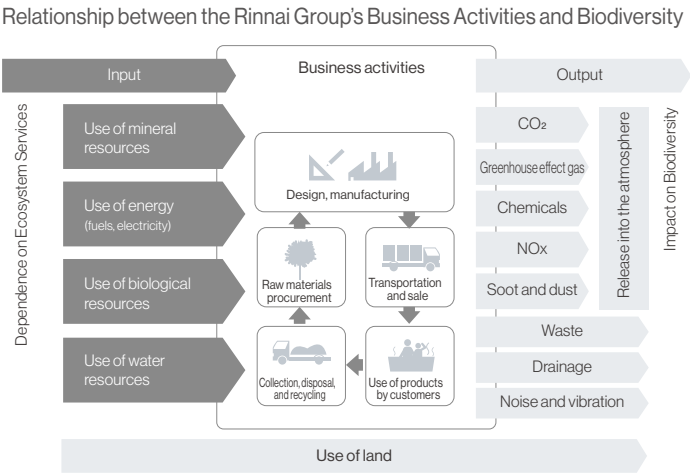 Relationship between the Rinnai Group's Business Activities and Biodiversity
Input
Business activities
Output
Dependence on Ecosystem Services
Use of mineral
resources
Use of energy
(fuels, electricity)
Use of biological
resources
Use of water
resources
Design, manufacturing
Raw materials
procurement
Transportation
and sale
Collection, disposal,
and recycling
Use of products
by customers
CO₂
Greenhouse effect gas
Chemicals
NOx
Soot and dust
Release into the atmosphere
Waste
Drainage
Noise and vibration
Impact on Biodiversity
Use of land